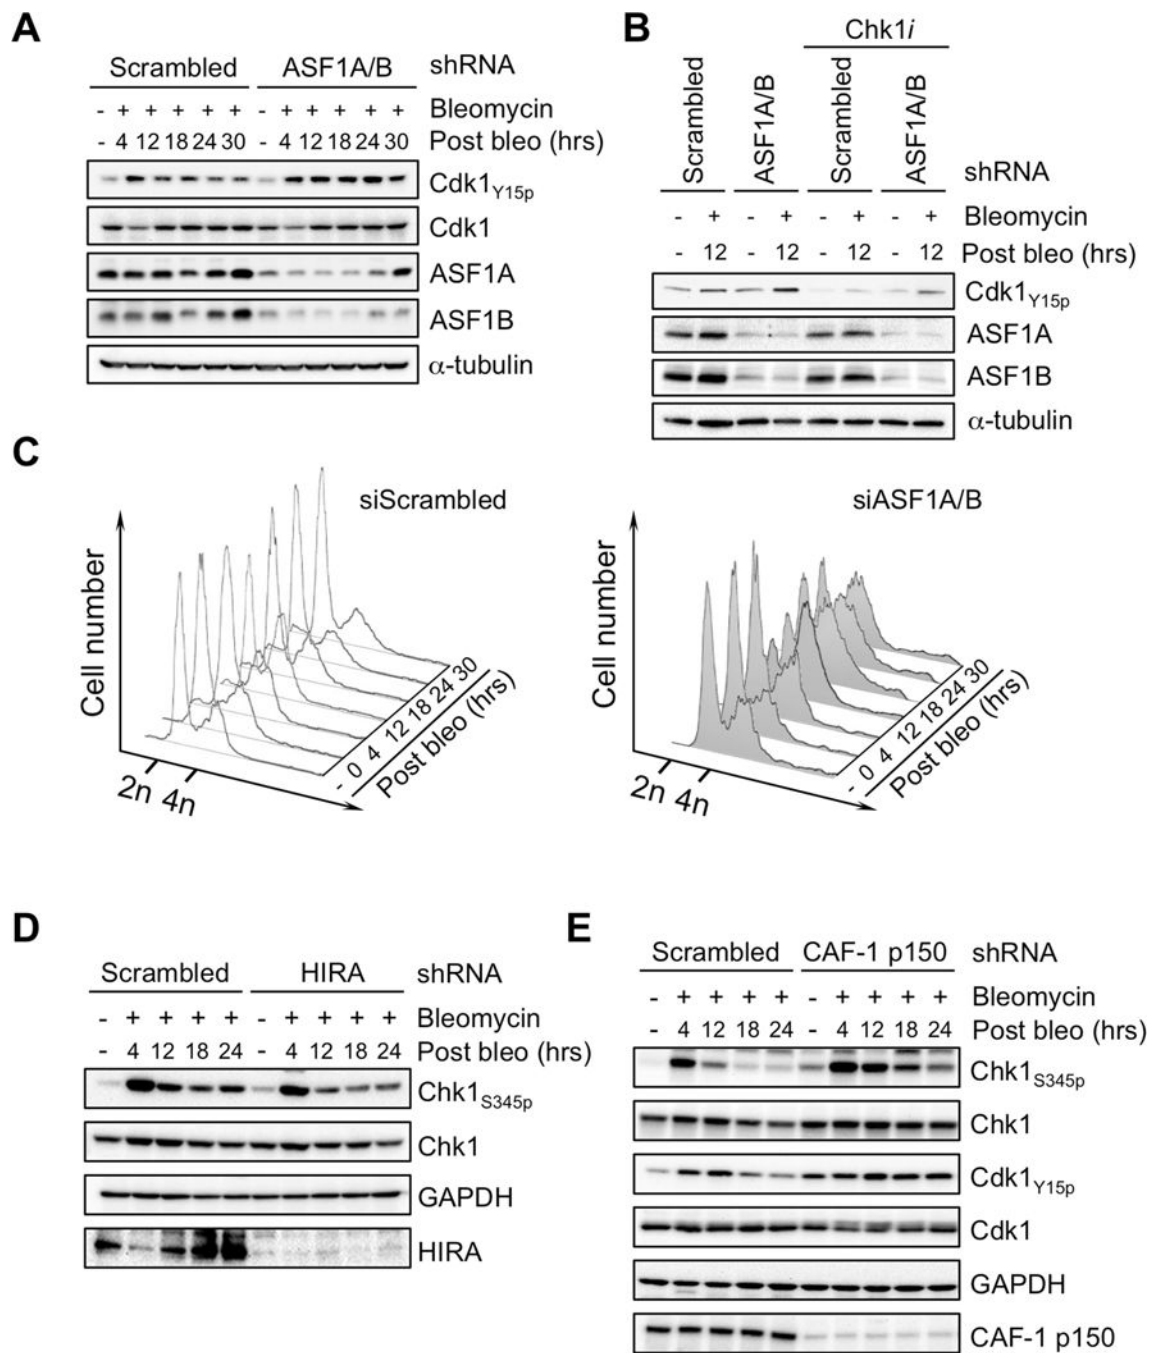 A
Scrambled ASF1A/B shRNA
- + + + + + - + + + + + Bleomycin
- 4 12 18 24 30 - 4 12 18 24 30 Post bleo (hrs)
Cdk1Y15p
Cdk1
ASF1A
ASF1B
α-tubulin
B
Chk1i
Scrambled ASF1A/B Scrambled ASF1A/B shRNA
- + - + - + - + Bleomycin
- 12 - 12 - 12 - 12 Post bleo (hrs)
Cdk1Y15p
ASF1A
ASF1B
α-tubulin
C
siScrambled
Cell number
2n 4n
- 0 4 12 18 24 30
Post bleo (hrs)
siASF1A/B
Cell number
2n 4n
- 0 4 12 18 24 30
Post bleo (hrs)
D
Scrambled HIRA shRNA
- + + + + - + + + + Bleomycin
- 4 12 18 24 - 4 12 18 24 Post bleo (hrs)
Chk1S345p
Chk1
GAPDH
HIRA
E
Scrambled CAF-1 p150 shRNA
- + + + + - + + + + Bleomycin
- 4 12 18 24 - 4 12 18 24 Post bleo (hrs)
Chk1S345p
Chk1
Cdk1Y15p
Cdk1
GAPDH
CAF-1 p150